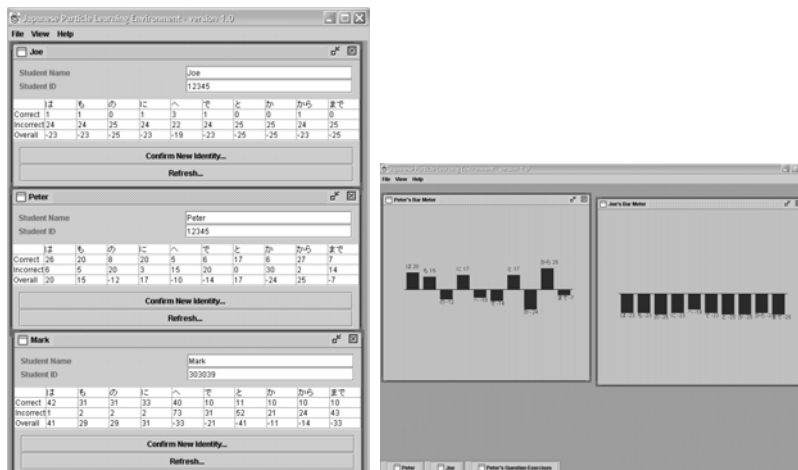 Japanese Particle Learning Environment - version 1.0
File View Help
Joe
Student Name Joe
Student ID 12345
は も の に へ で と か から まで
Correct 1 1 0 1 3 1 0 0 1 0
Incorrect 24 24 25 24 22 24 25 25 24 25
Overall -23 -23 -25 -23 -19 -23 -25 -25 -23 -25
Confirm New Identity...
Refresh...
Peter
Student Name Peter
Student ID 12345
は も の に へ で と か から まで
Correct 26 20 8 20 5 6 17 6 27 7
Incorrect 6 5 20 3 15 20 0 30 2 14
Overall 20 15 -12 17 -10 -14 17 -24 25 -7
Confirm New Identity...
Refresh...
Mark
Student Name Mark
Student ID 303039
は も の に へ で と か から まで
Correct 42 31 31 33 40 10 11 10 10 10
Incorrect 1 2 2 2 73 31 52 21 24 43
Overall 41 29 29 31 -33 -21 -41 -11 -14 -33
Confirm New Identity...
Refresh...
Japanese Particle Learning Environment - version 1.0
File View Help
Peter's Bar Meter
Joe's Bar Meter
Peter
Joe
Peter's Question Exercises